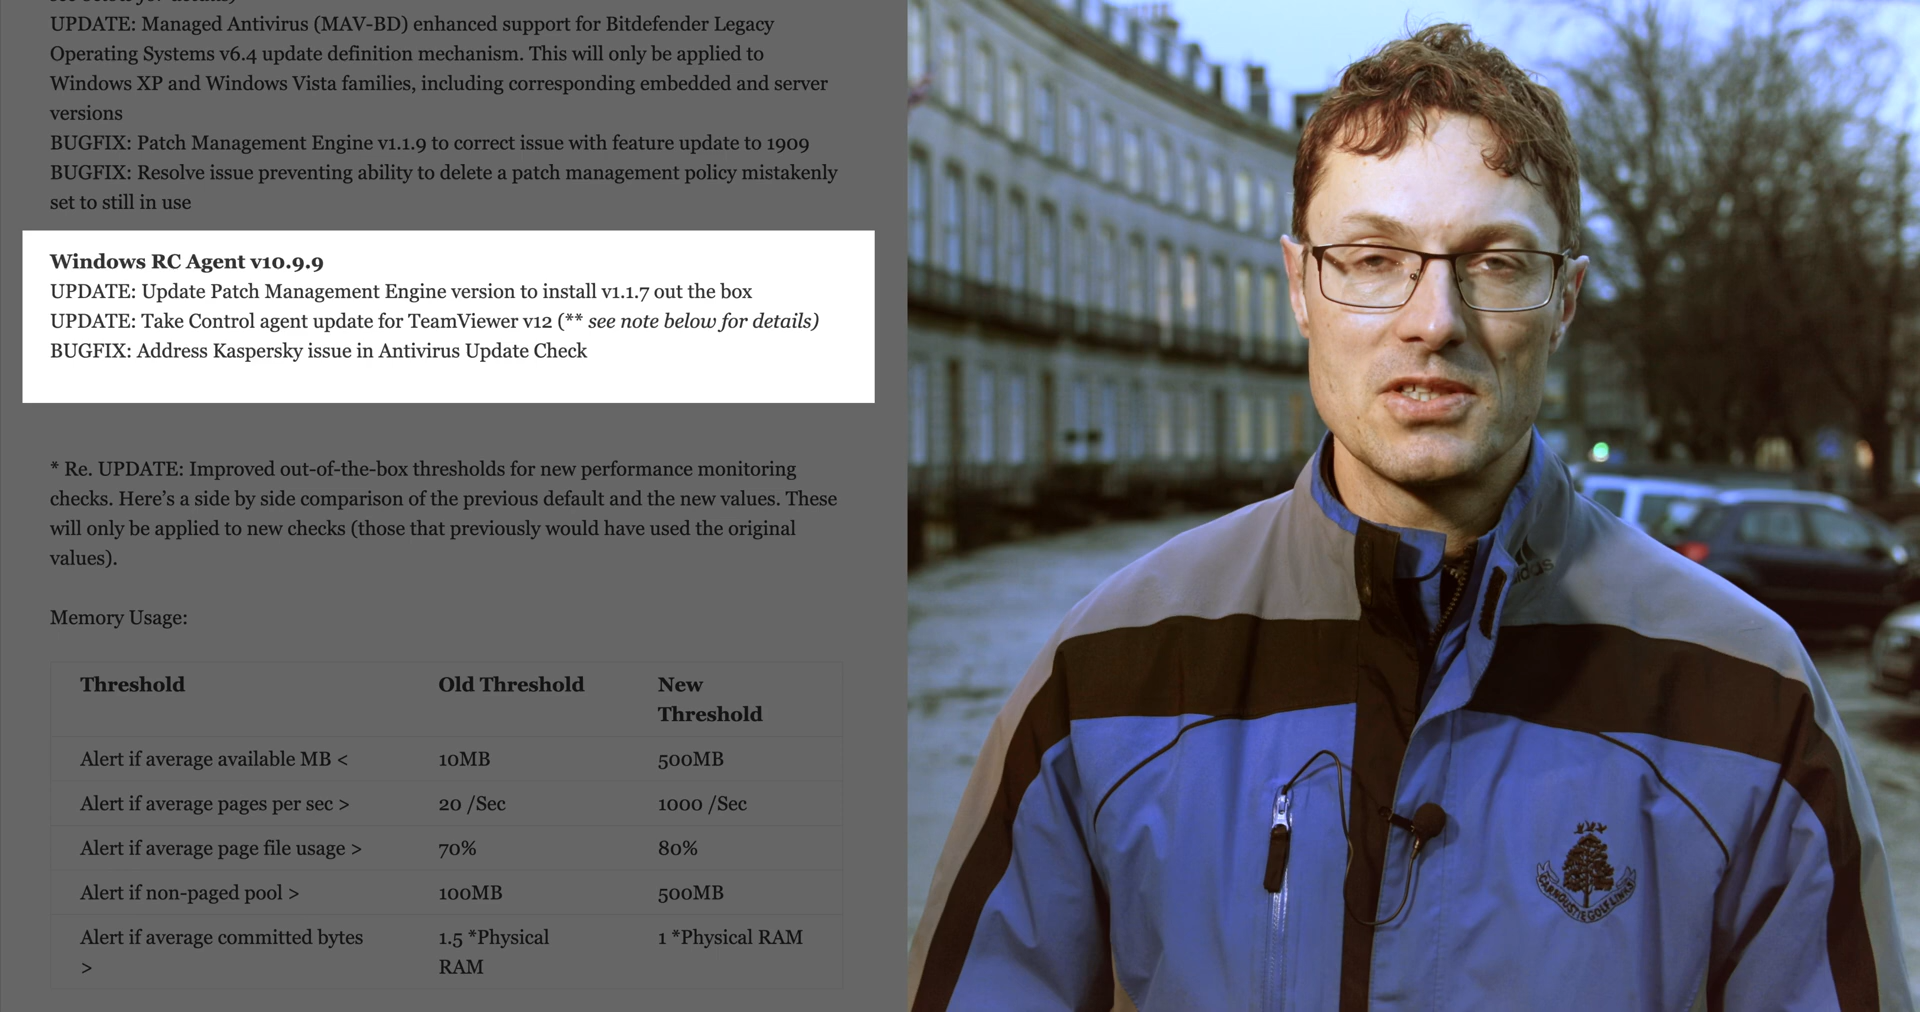 UPDATE: Managed Antivirus (MAV-BD) enhanced support for Bitdefender Legacy
Operating Systems v6.4 update definition mechanism. This will only be applied to
Windows XP and Windows Vista families, including corresponding embedded and server
versions
BUGFIX: Patch Management Engine v1.1.9 to correct issue with feature update to 1909
BUGFIX: Resolve issue preventing ability to delete a patch management policy mistakenly
set to still in use
Windows RC Agent v10.9.9
UPDATE: Update Patch Management Engine version to install v1.1.7 out the box
UPDATE: Take Control agent update for TeamViewer v12 (** see note below for details)
BUGFIX: Address Kaspersky issue in Antivirus Update Check
* Re. UPDATE: Improved out-of-the-box thresholds for new performance monitoring
checks. Here’s a side by side comparison of the previous default and the new values. These
will only be applied to new checks (those that previously would have used the original
values).
Memory Usage:
Threshold Old Threshold New
Threshold
Alert if average available MB < 10MB 500MB
Alert if average pages per sec > 20 /Sec 1000 /Sec
Alert if average page file usage > 70% 80%
Alert if non-paged pool > 100MB 500MB
Alert if average committed bytes 1.5 *Physical 1 *Physical RAM
> RAM
adidas
CARNOUSTIE GOLF LINKS